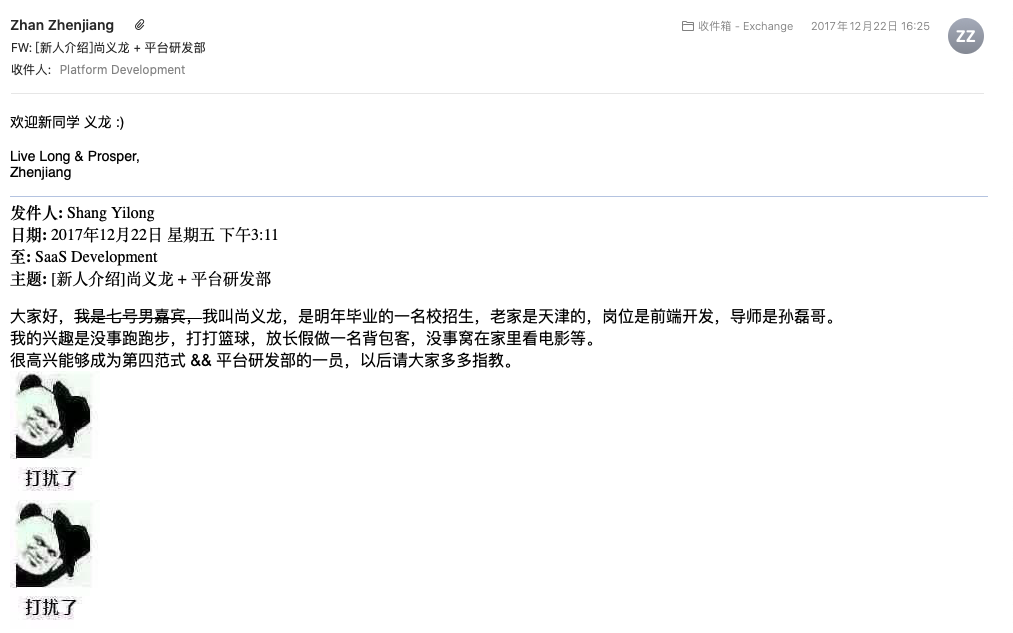 Zhan Zhenjiang
收件箱 - Exchange
2017年12月22日 16:25
ZZ
FW: [新人介绍]尚义龙 + 平台研发部
收件人： Platform Development
欢迎新同学 义龙 :)
Live Long & Prosper,
Zhenjiang
发件人: Shang Yilong
日期: 2017年12月22日 星期五 下午3:11
至: SaaS Development
主题: [新人介绍]尚义龙 + 平台研发部
大家好，我是七号男嘉宾，我叫尚义龙，是明年毕业的一名校招生，老家是天津的，岗位是前端开发，导师是孙磊哥。
我的兴趣是没事跑跑步，打打篮球，放长假做一名背包客，没事窝在家里看电影等。
很高兴能够成为第四范式 && 平台研发部的一员，以后请大家多多指教。
打扰了
打扰了